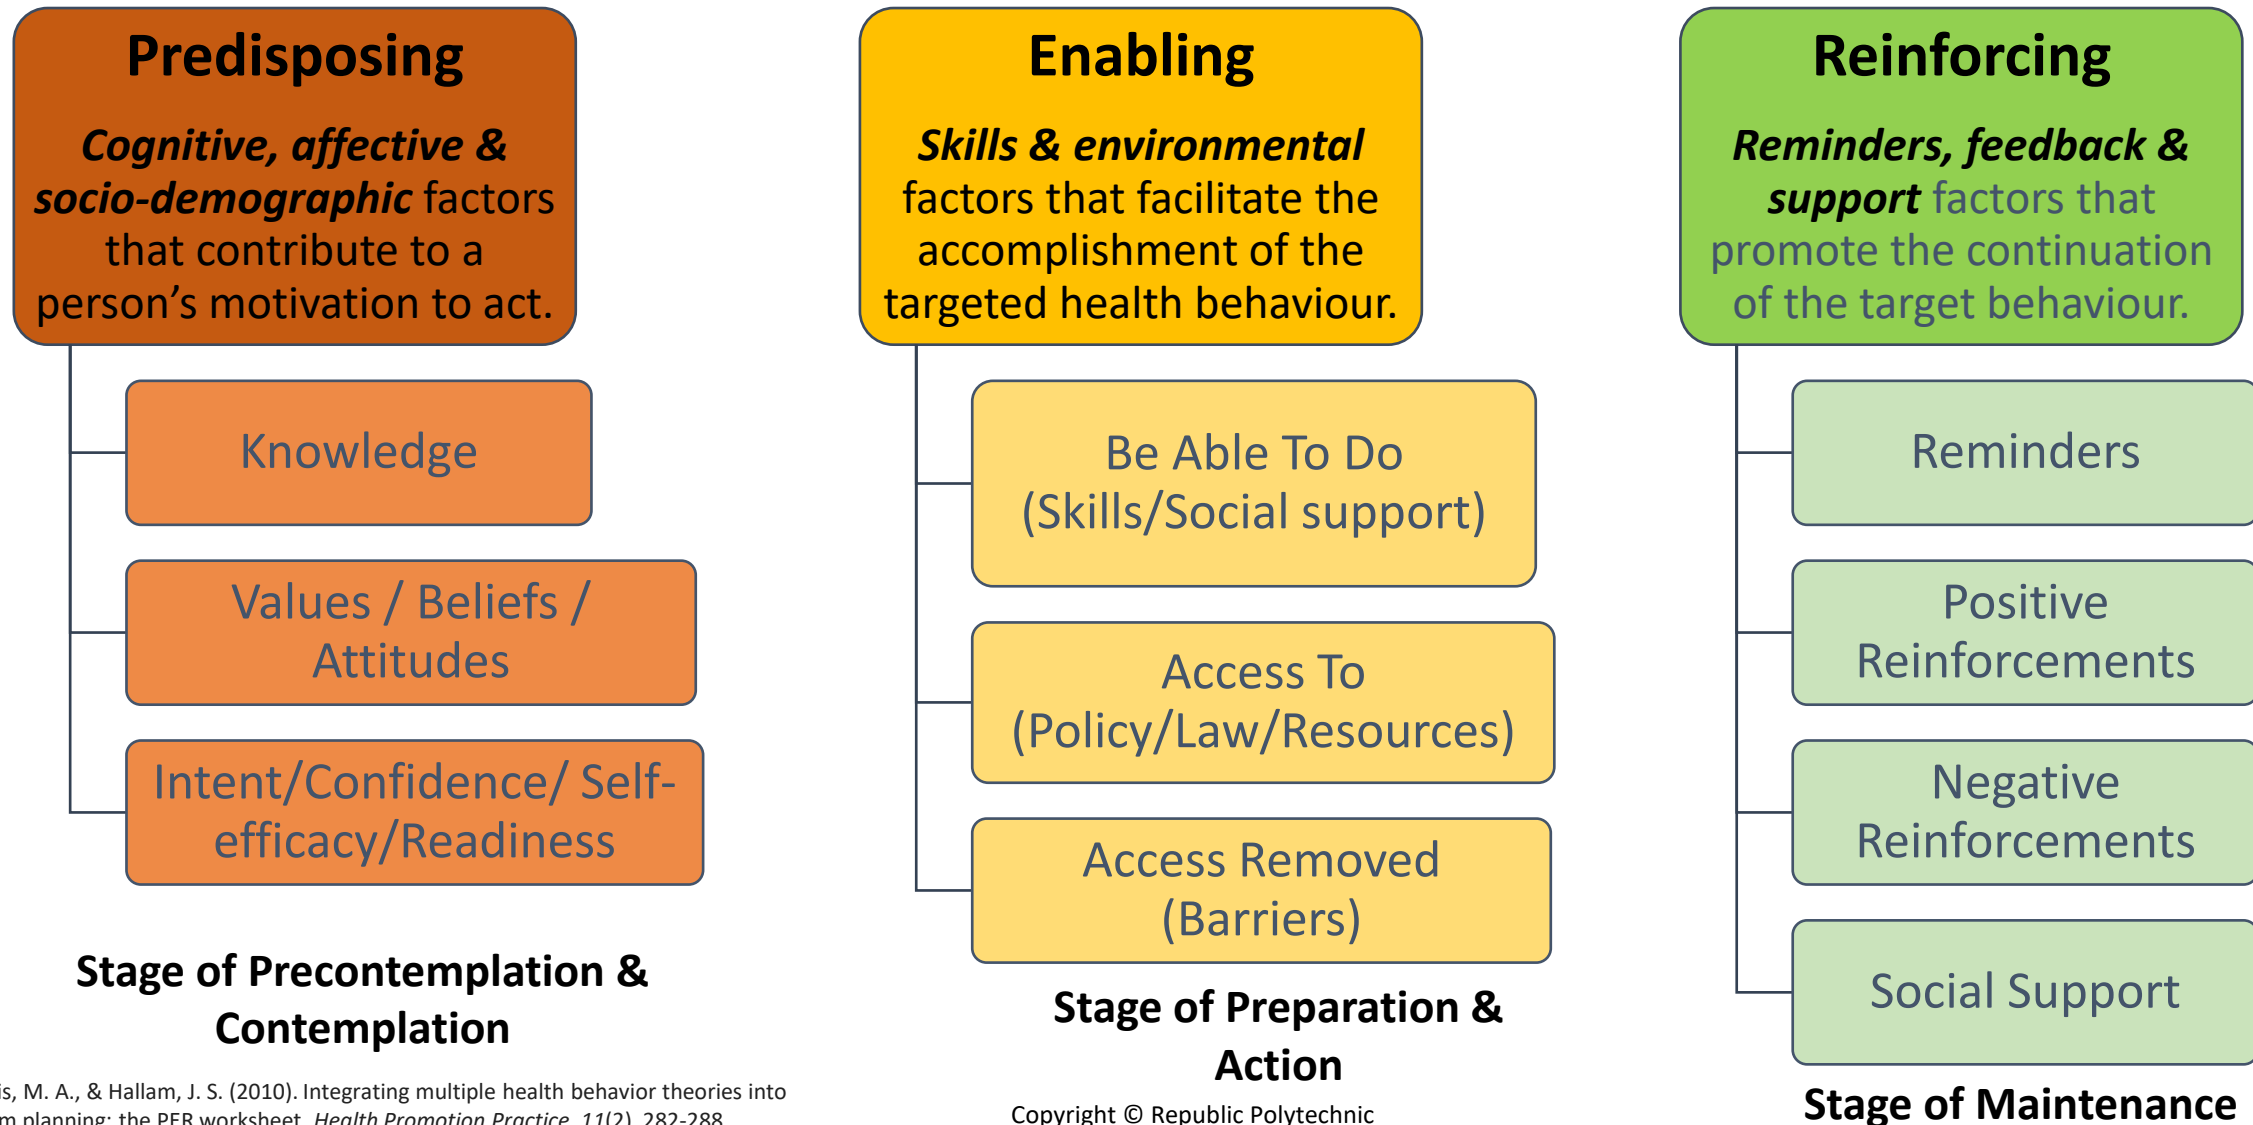 Predisposing
Cognitive, affective &
socio-demographic factors
that contribute to a
person's motivation to act.
Knowledge
Values / Beliefs /
Attitudes
Intent/Confidence/ Self-
efficacy/Readiness
Stage of Precontemplation &
Contemplation
Enabling
Skills & environmental
factors that facilitate the
accomplishment of the
targeted health behaviour.
Be Able To Do
(Skills/Social support)
Access To
(Policy/Law/Resources)
Access Removed
(Barriers)
Stage of Preparation &
Action
Reinforcing
Reminders, feedback &
support factors that
promote the continuation
of the target behaviour.
Reminders
Positive
Reinforcements
Negative
Reinforcements
Social Support
Stage of Maintenance
is, M. A., & Hallam, J. S. (2010). Integrating multiple health behavior theories into
m planning: the PER worksheet. Health Promotion Practice, 11(2), 282-288
Copyright © Republic Polytechnic